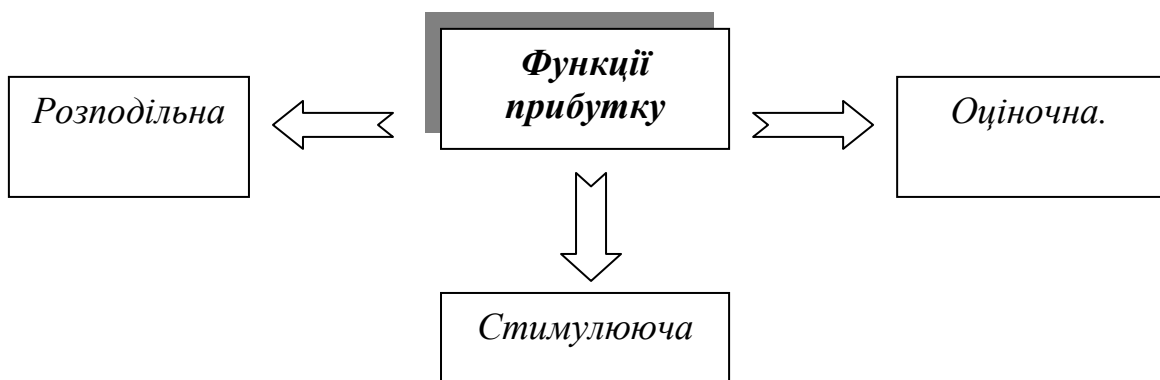 Функції
прибутку
Розподільна
Оціночна.
Стимулююча